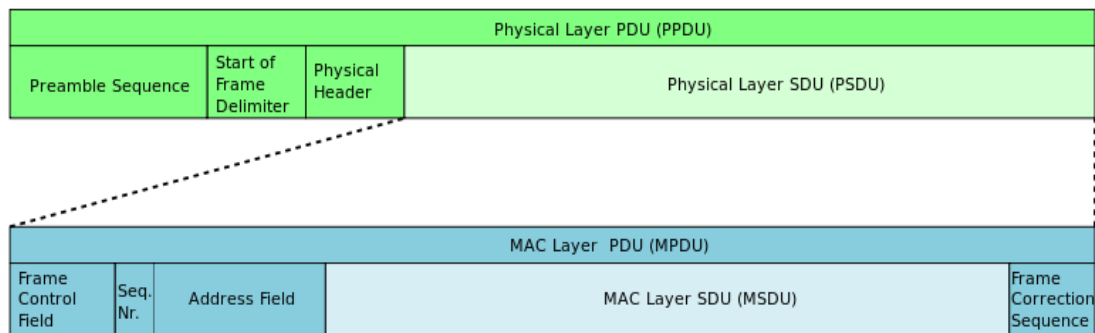 Physical Layer PDU (PPDU)
Preamble Sequence
Start of
Frame
Delimiter
Physical
Header
Physical Layer SDU (PSDU)
MAC Layer PDU (MPDU)
Frame
Control
Field
Seq.
Nr.
Address Field
MAC Layer SDU (MSDU)
Frame
Correction
Sequence